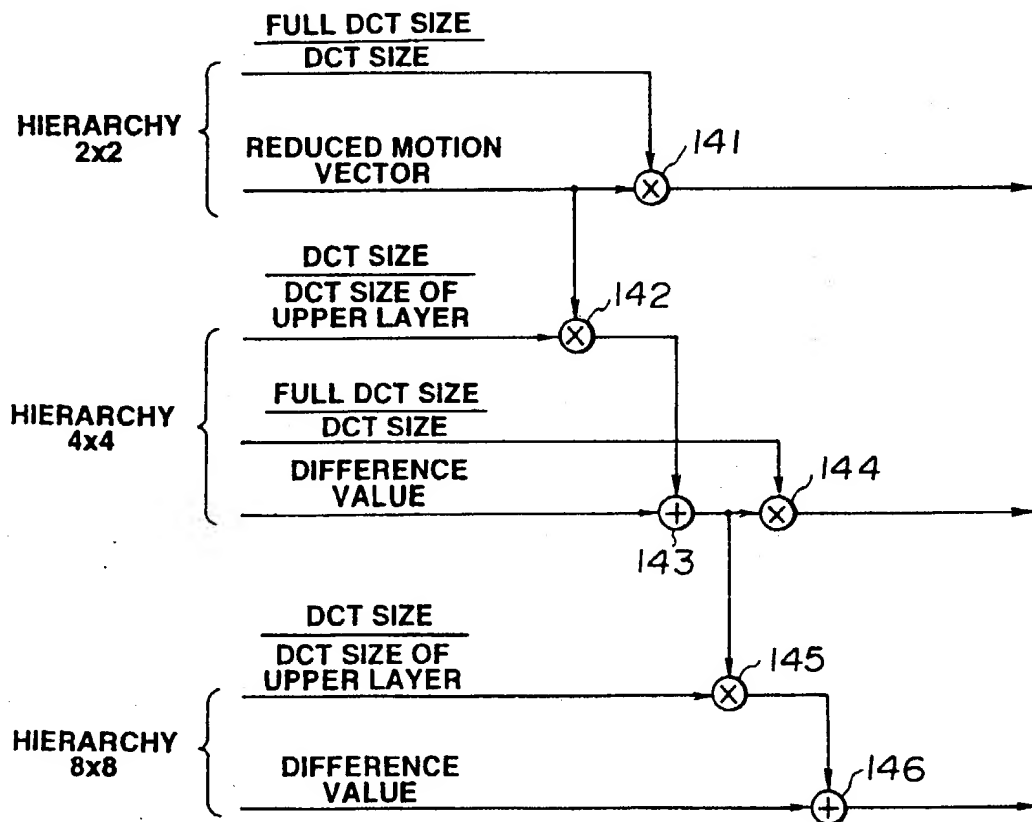 FULL DCT SIZE
DCT SIZE
HIERARCHY
2x2
REDUCED MOTION
VECTOR
141
DCT SIZE
DCT SIZE OF
UPPER LAYER
142
HIERARCHY
4x4
FULL DCT SIZE
DCT SIZE
DIFFERENCE
VALUE
144
143
DCT SIZE
DCT SIZE OF
UPPER LAYER
145
HIERARCHY
8x8
DIFFERENCE
VALUE
146